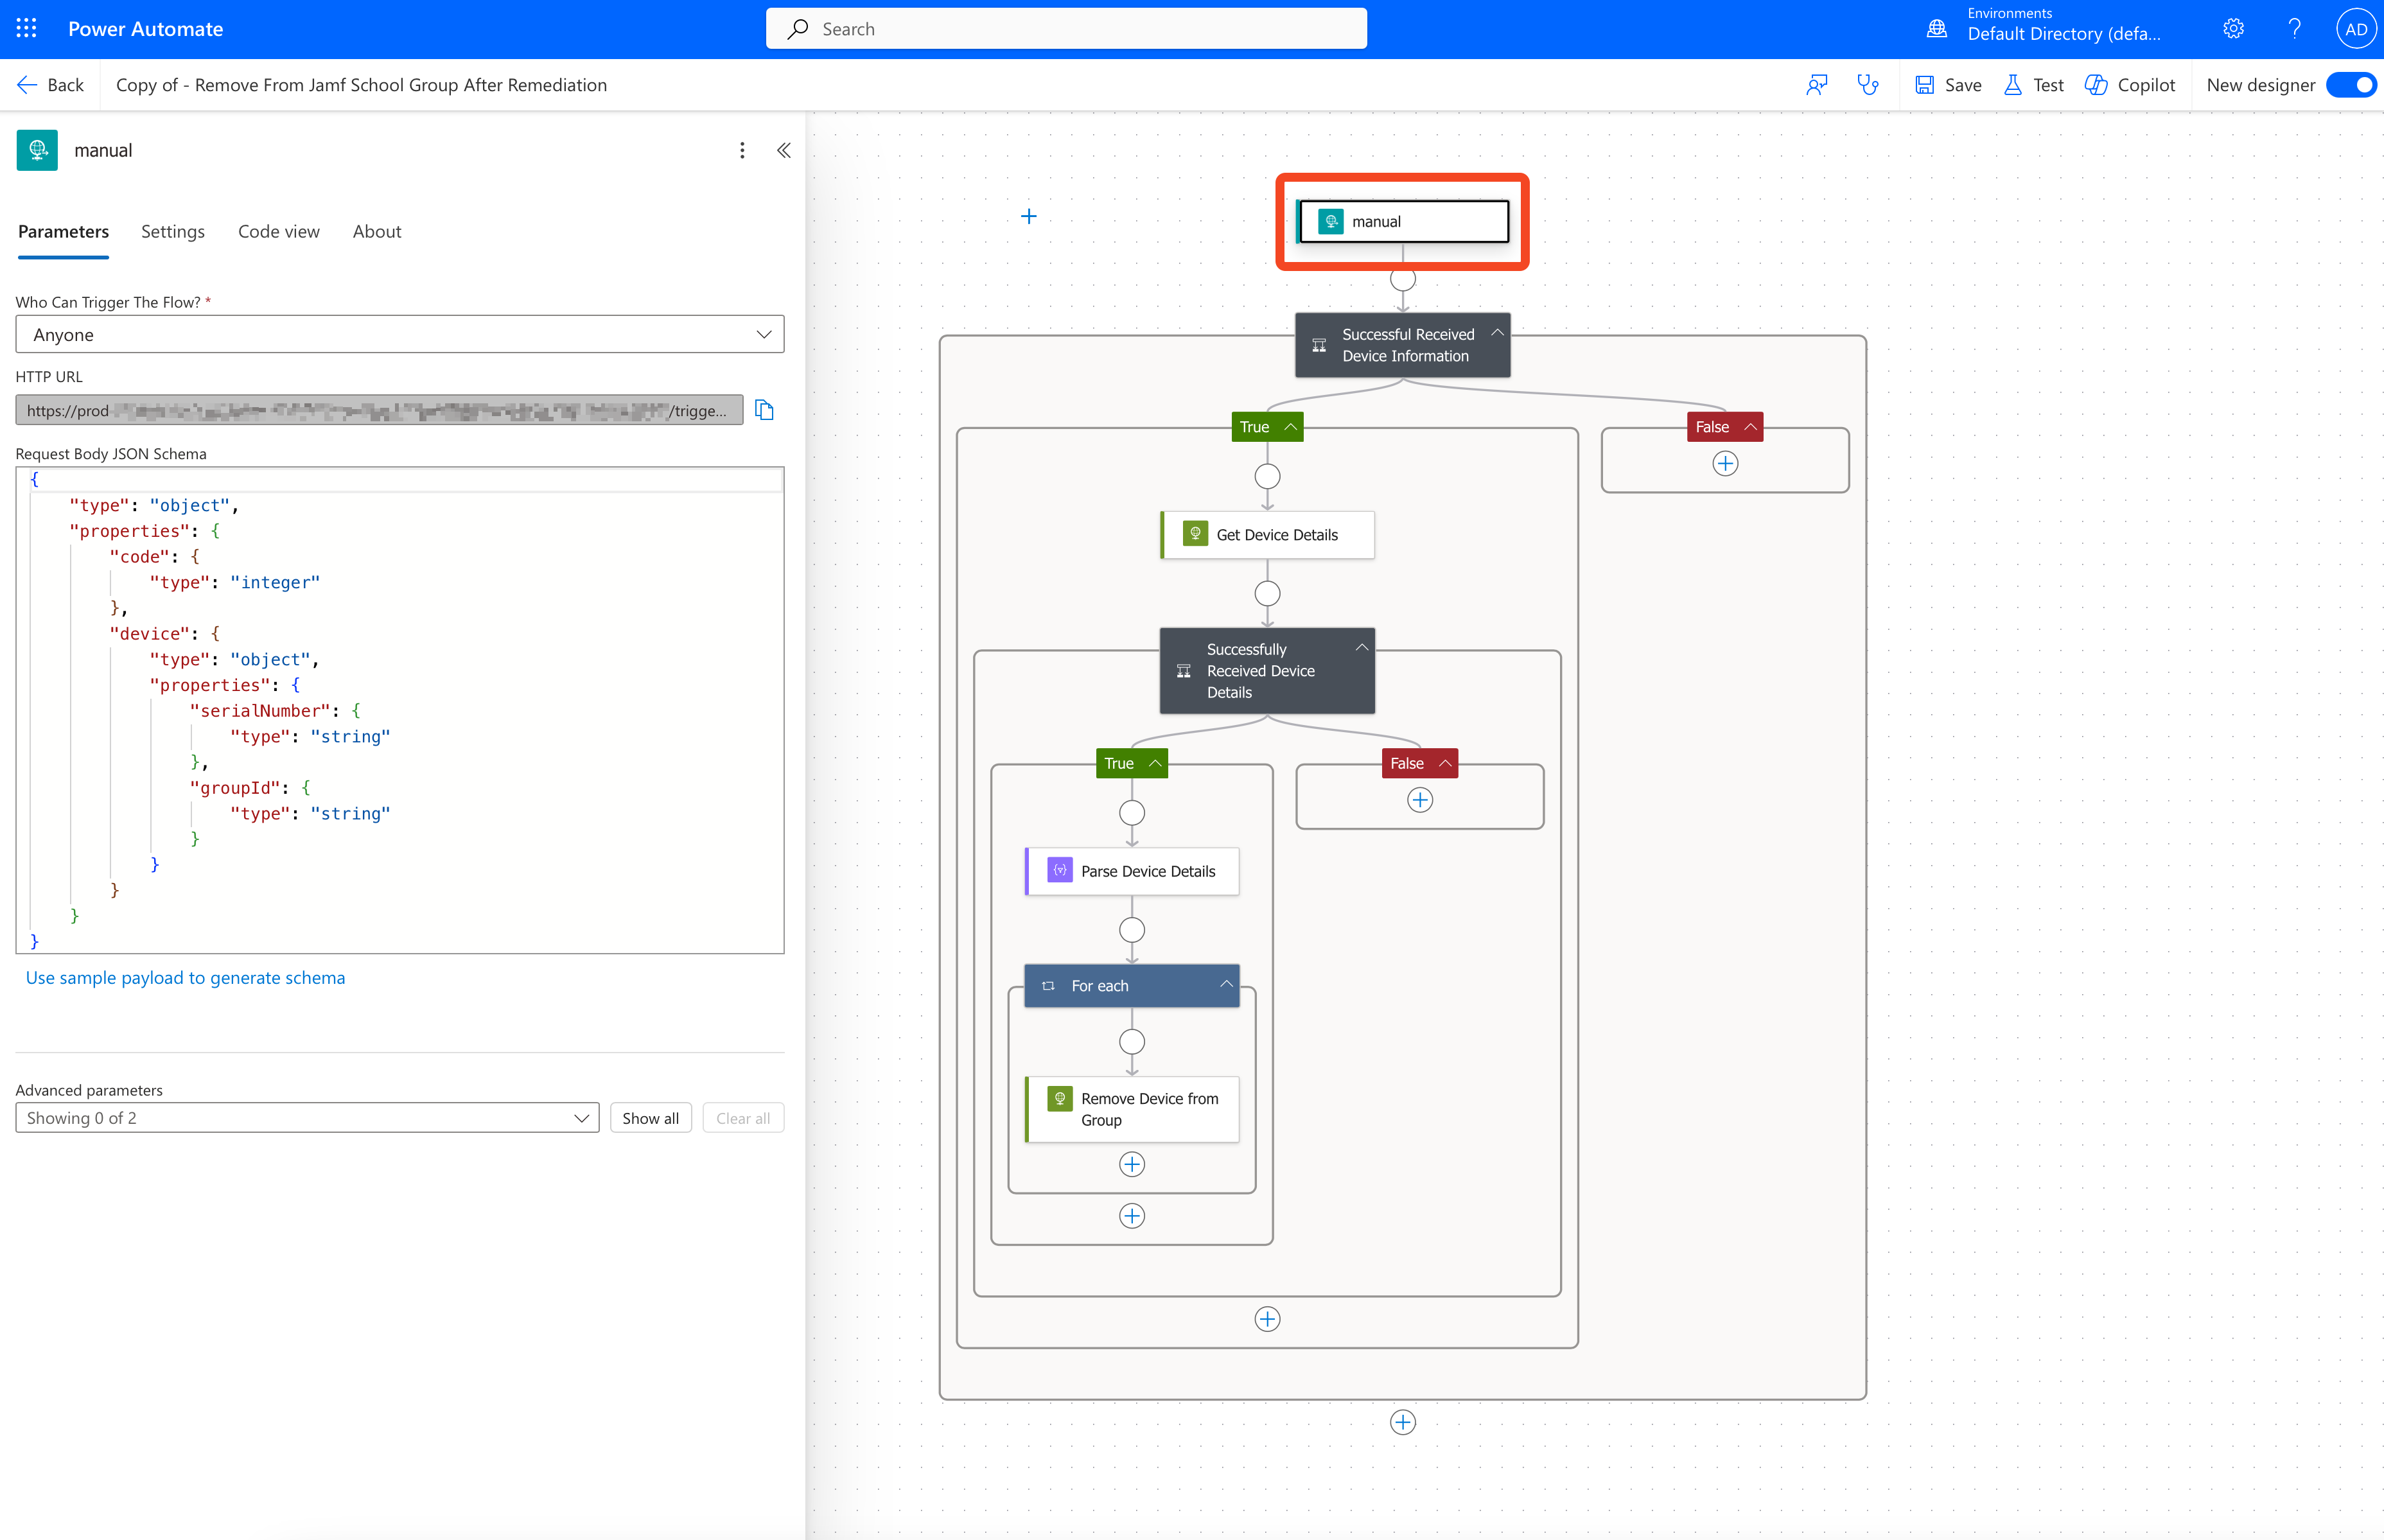 Power Automate
Search
Environments
Default Directory (defa...
AD
Back
Copy of - Remove From Jamf School Group After Remediation
Save
Test
Copilot
New designer
manual
Parameters
Settings
Code view
About
Who Can Trigger The Flow? *
Anyone
HTTP URL
https://prod
/trigge...
Request Body JSON Schema
{
"type": "object",
"properties": {
"code": {
"type": "integer"
},
"device": {
"type": "object",
"properties": {
"serialNumber": {
"type": "string"
},
"groupId": {
"type": "string"
}
}
}
}
}
Use sample payload to generate schema
Advanced parameters
Showing 0 of 2
Show all
Clear all
manual
Successful Received
Device Information
True
False
Get Device Details
Successfully
Received Device
Details
True
False
Parse Device Details
For each
Remove Device from
Group